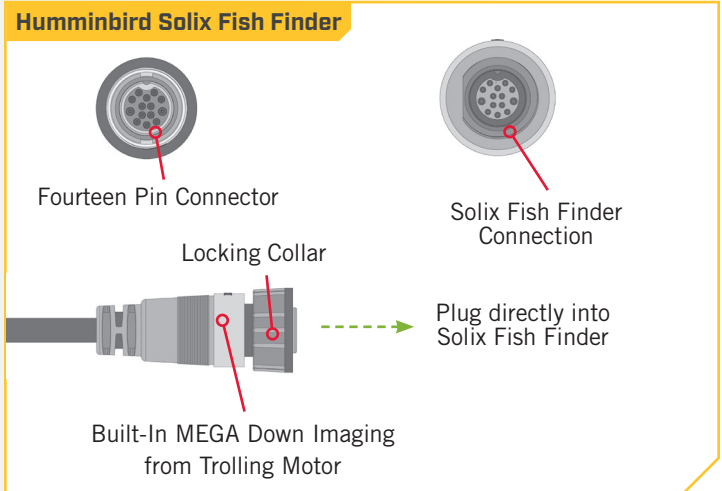 Humminbird Solix Fish Finder
Fourteen Pin Connector
Solix Fish Finder
Connection
Locking Collar
Plug directly into
Solix Fish Finder
Built-In MEGA Down Imaging
from Trolling Motor